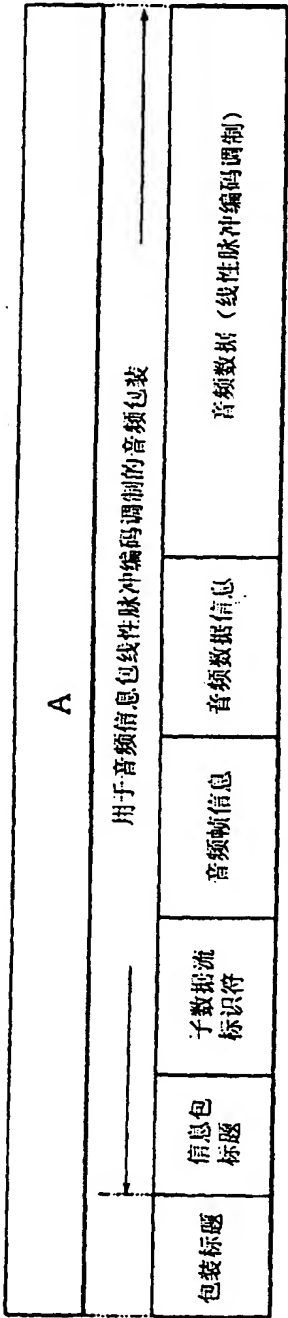 A
用于音频信息包线性脉冲编码调制的音频包装
包装标题
信息包
标题
子数据流
标识符
音频帧信息
音频数据信息
音频数据（线性脉冲编码调制）